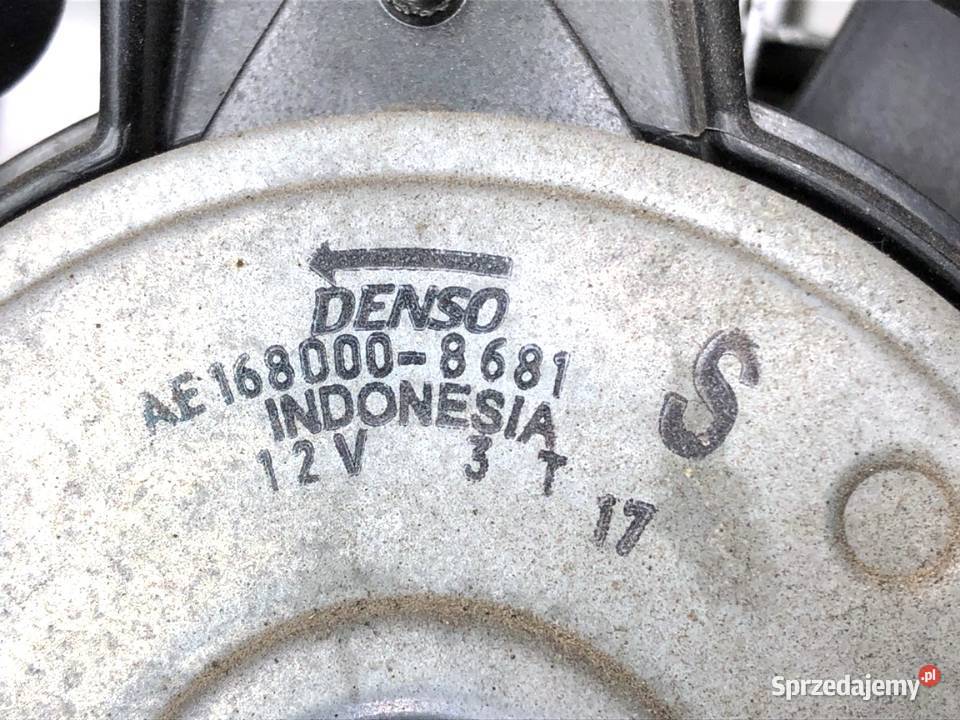 DENSO
AE168000-8681
INDONESIA
12V 3 T
17
S
Sprzedajemy.pl